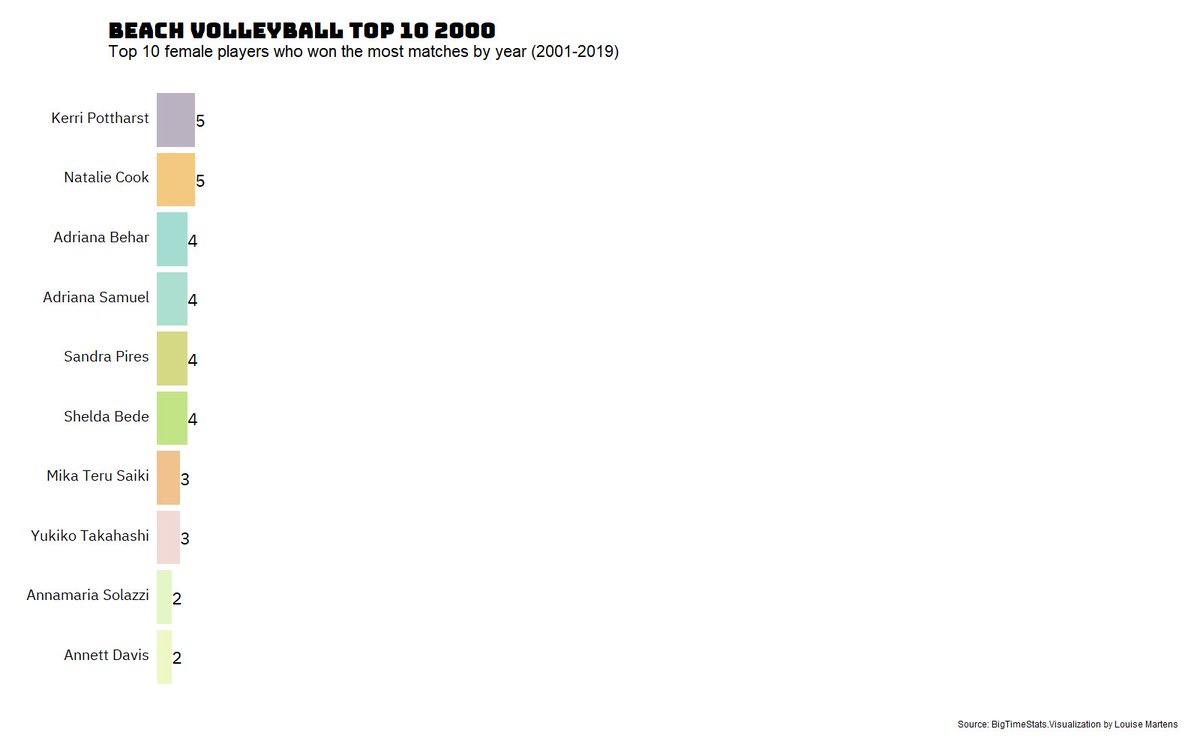 BEACH VOLLEYBALL TOP 10 2000
Top 10 female players who won the most matches by year (2001-2019)
Kerri Pottharst 5
Natalie Cook 5
Adriana Behar 4
Adriana Samuel 4
Sandra Pires 4
Shelda Bede 4
Mika Teru Saiki 3
Yukiko Takahashi 3
Annamaria Solazzi 2
Annett Davis 2
Source: BigTimeStats.Visualization by Louise Martens